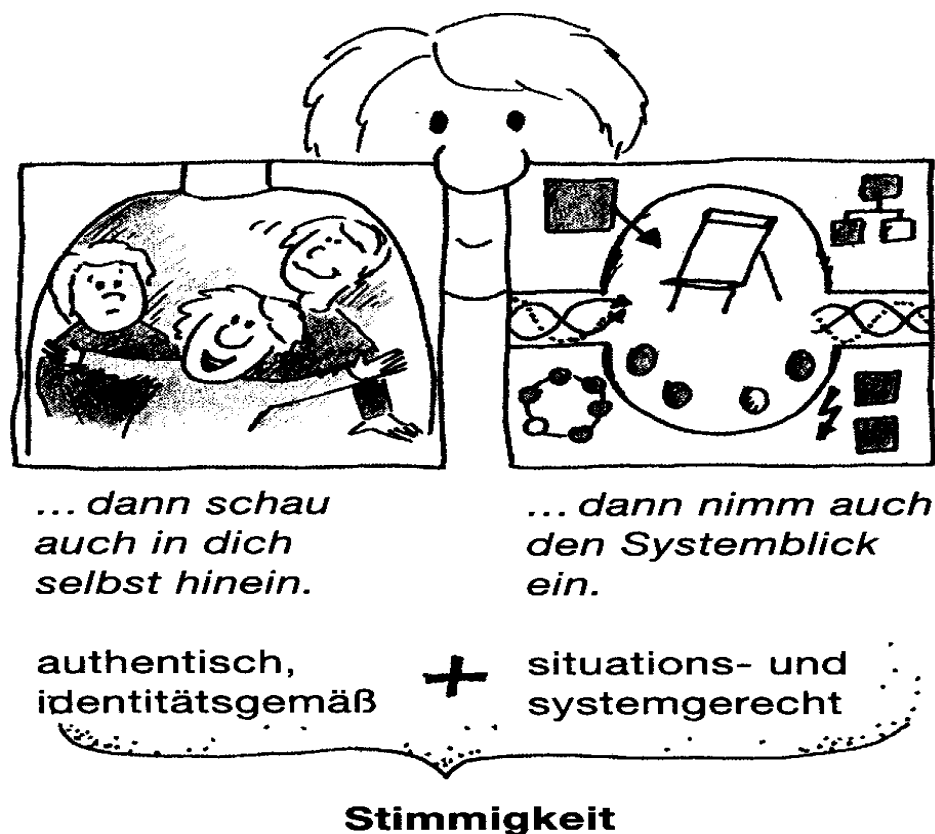 ... dann schau
auch in dich
selbst hinein.
... dann nimm auch
den Systemblick
ein.
authentisch,
identitätsgemäß
+
situations- und
systemgerecht
Stimmigkeit